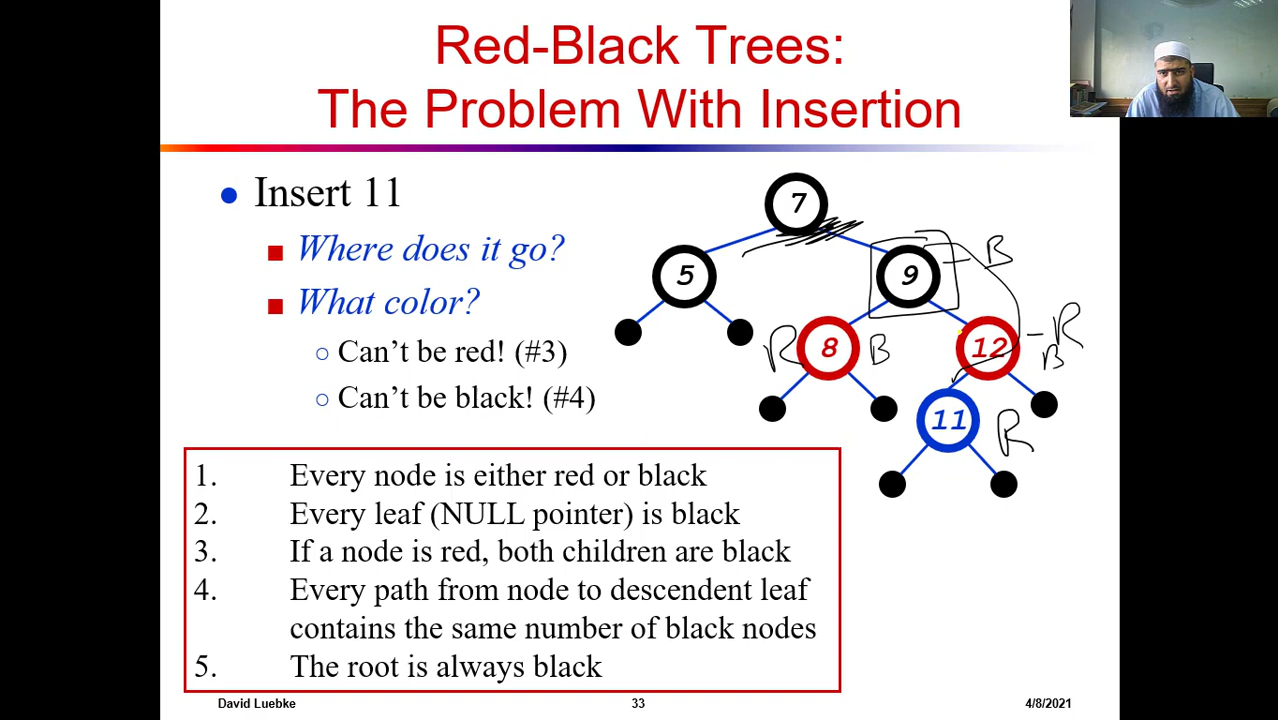 Red-Black Trees:
The Problem With Insertion
Insert 11
Where does it go?
What color?
Can't be red! (#3)
Can't be black! (#4)
7
5
9
B
R
8
B
12
R
B
11
R
1. Every node is either red or black
2. Every leaf (NULL pointer) is black
3. If a node is red, both children are black
4. Every path from node to descendent leaf
contains the same number of black nodes
5. The root is always black
David Luebke
33
4/8/2021